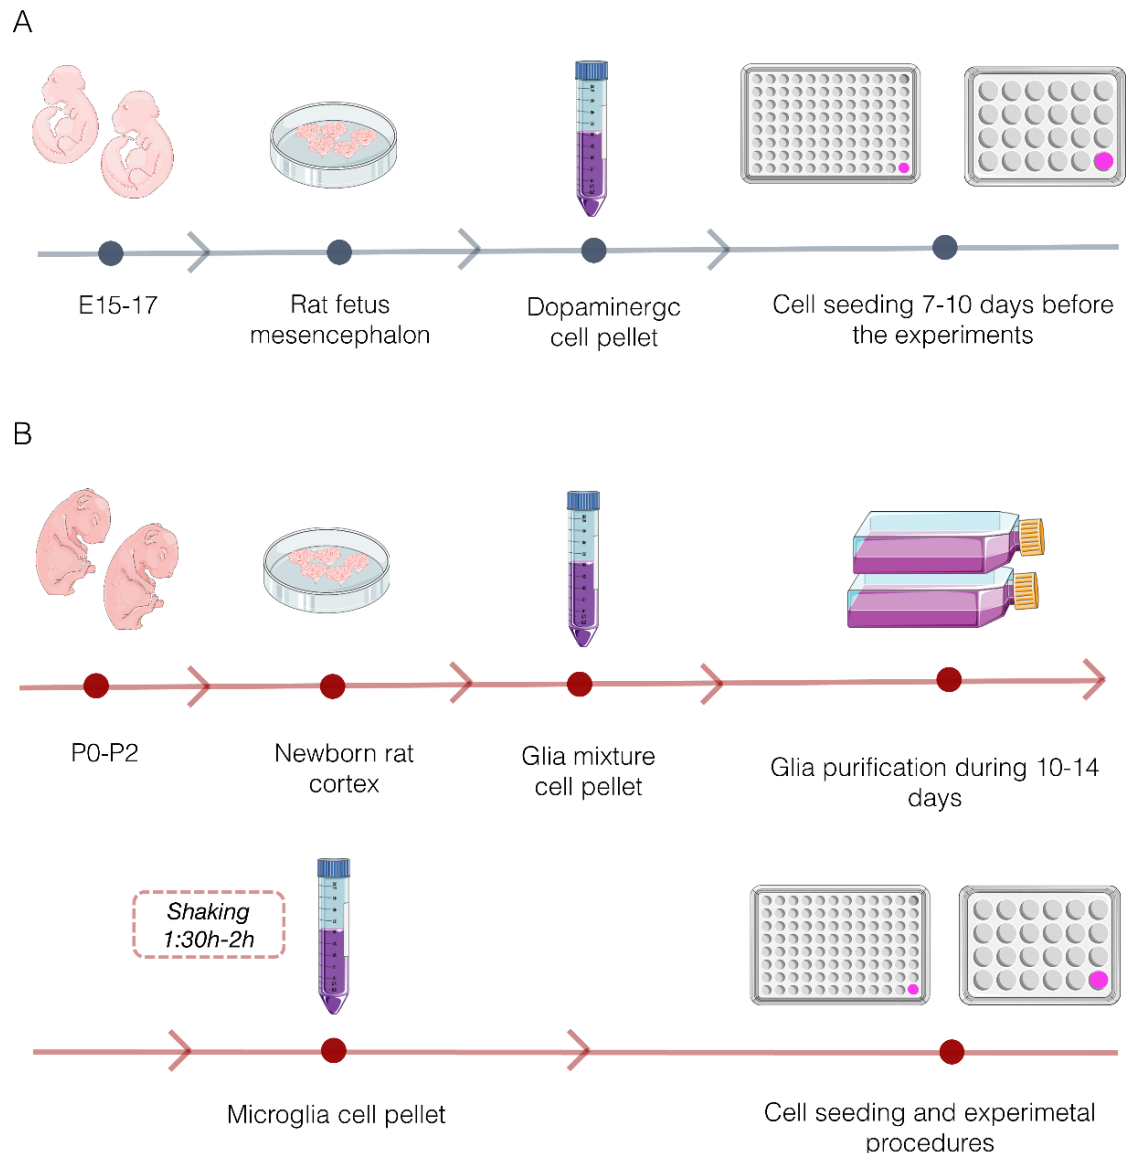 A
E15-17
Rat fetus
mesencephalon
Dopaminergc
cell pellet
Cell seeding 7-10 days before
the experiments
B
P0-P2
Newborn rat
cortex
Glia mixture
cell pellet
Glia purification during 10-14
days
Shaking
1:30h-2h
Microglia cell pellet
Cell seeding and experimetal
procedures